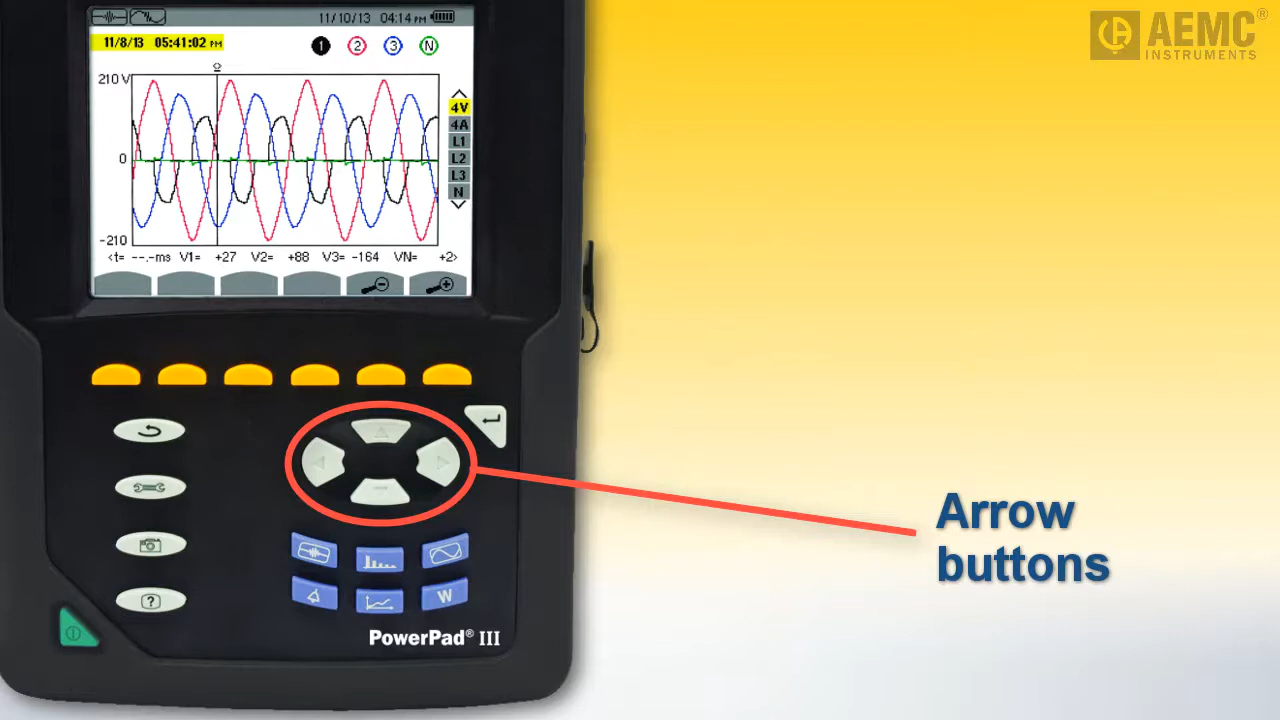 11/10/13 04:14 PM
11/8/13 05:41:02 PM
1 2 3 N
210 V
0
-210
4V
4A
L1
L2
L3
N
<t= --.--ms V1= +27 V2= +88 V3= -164 VN= +2>
?
W
PowerPad® III
AEMC®
INSTRUMENTS
Arrow
buttons